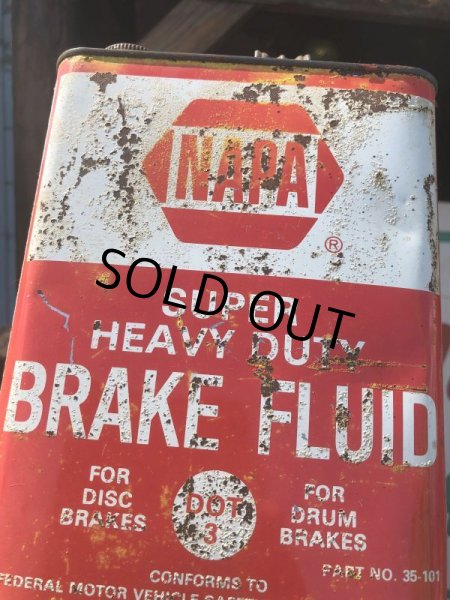 NAPA
®
SOLD OUT
SUPER
HEAVY DUTY
BRAKE FLUID
FOR
DISC
BRAKES
DOT
3
FOR
DRUM
BRAKES
PART NO. 35-101
CONFORMS TO
FEDERAL MOTOR VEHICLE